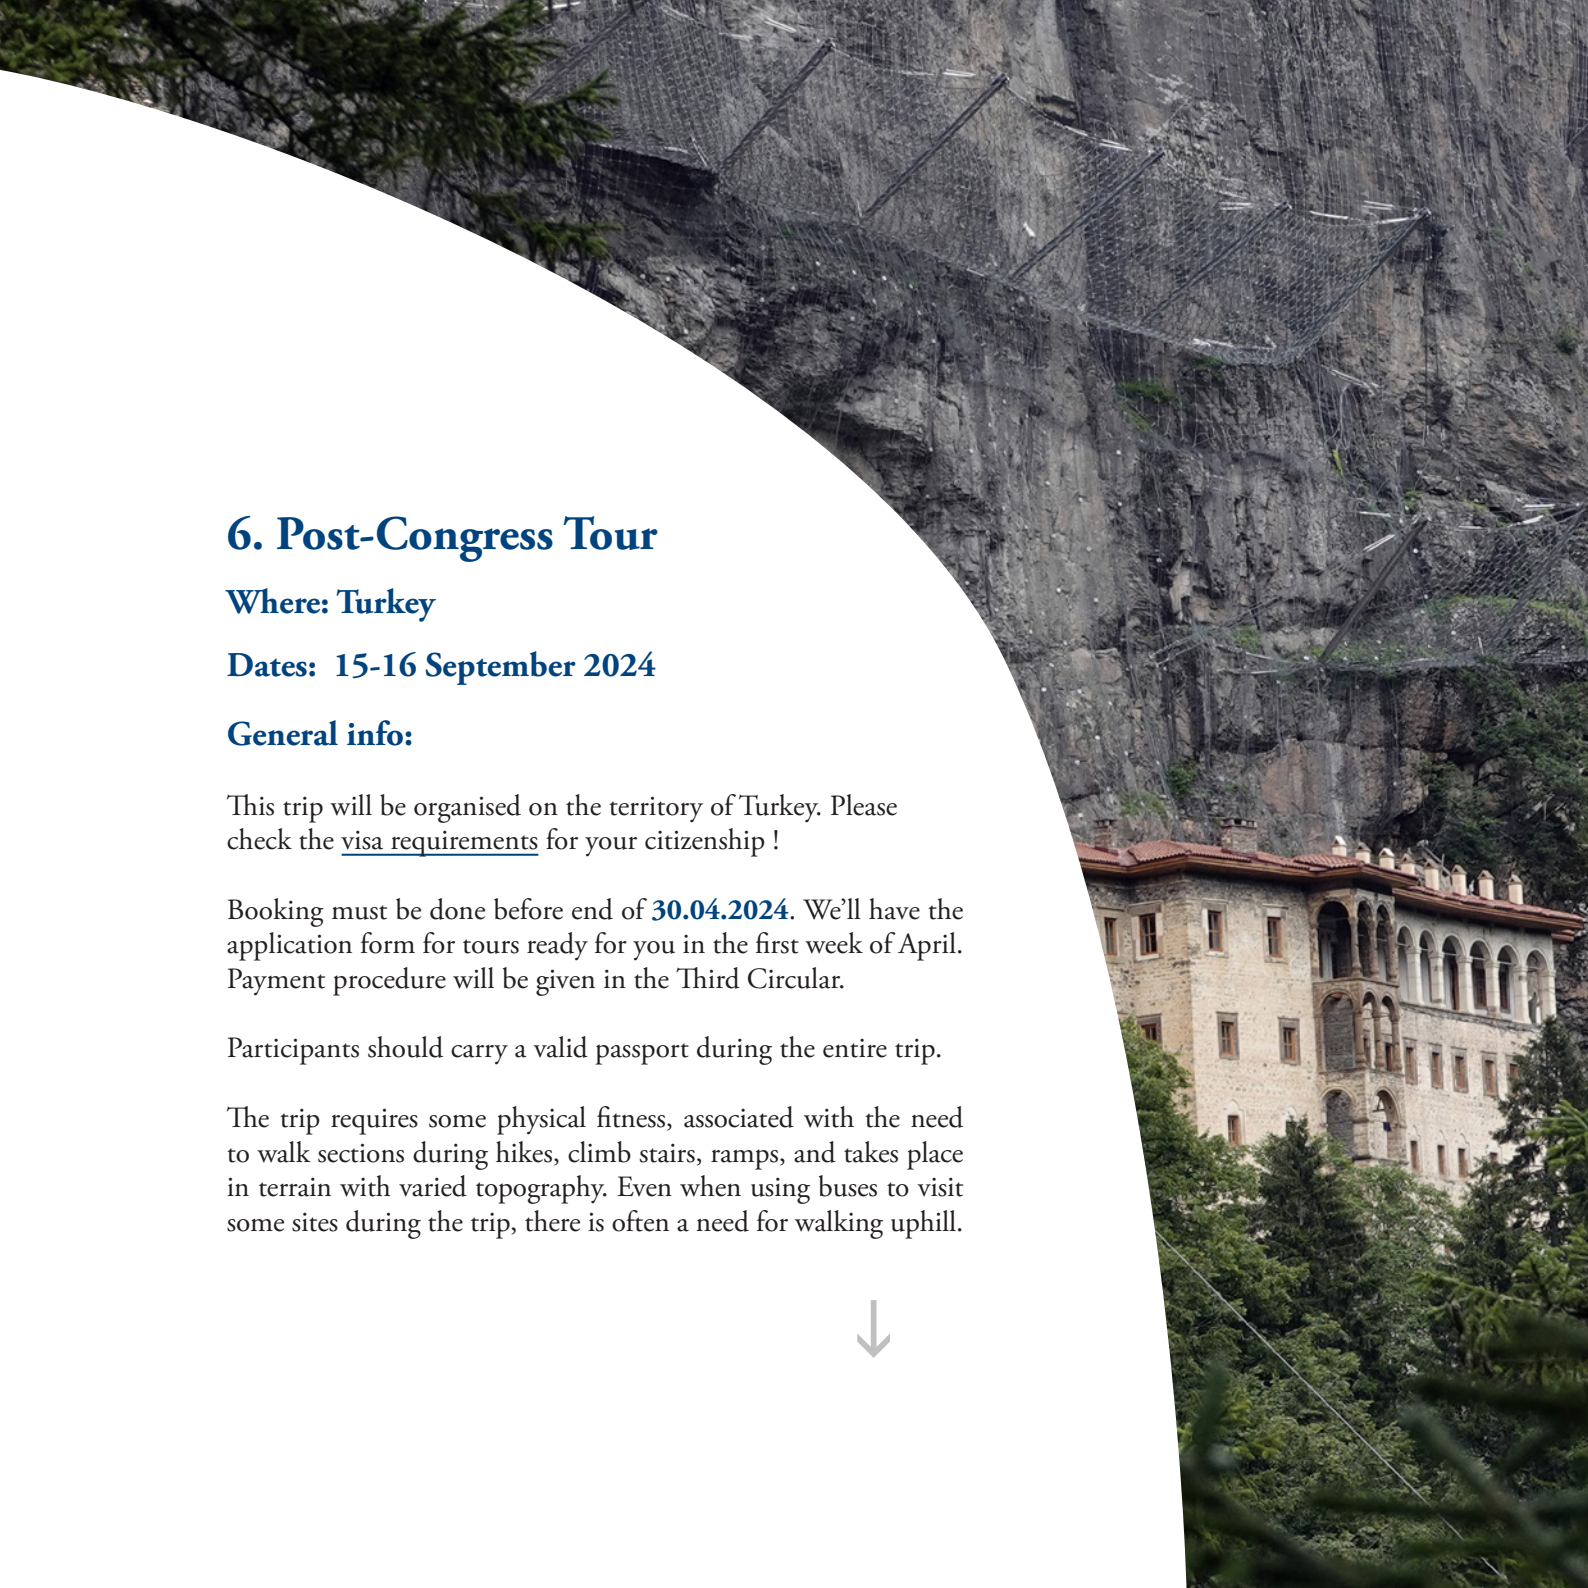 6. Post-Congress Tour
Where: Turkey
Dates: 15-16 September 2024
General info:
This trip will be organised on the territory of Turkey. Please
check the visa requirements for your citizenship !
Booking must be done before end of 30.04.2024. We’ll have the
application form for tours ready for you in the first week of April.
Payment procedure will be given in the Third Circular.
Participants should carry a valid passport during the entire trip.
The trip requires some physical fitness, associated with the need
to walk sections during hikes, climb stairs, ramps, and takes place
in terrain with varied topography. Even when using buses to visit
some sites during the trip, there is often a need for walking uphill.